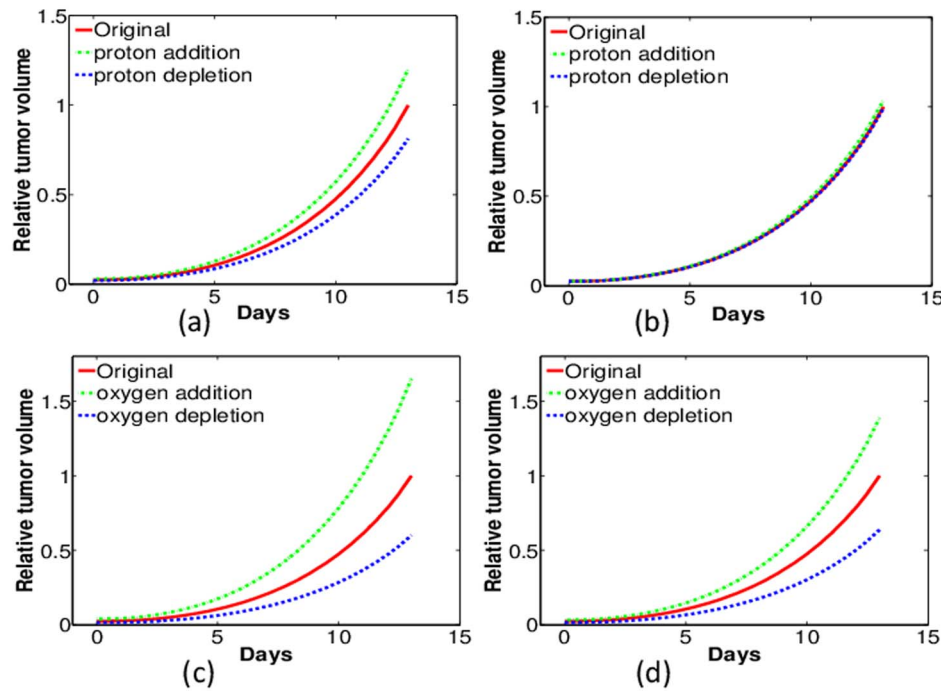 1.5
Original
proton addition
proton depletion
1
0.5
0
Relative tumor volume
0 5 10 15
Days
(a)
1.5
Original
proton addition
proton depletion
1
0.5
0
Relative tumor volume
0 5 10 15
Days
(b)
Original
1.5
oxygen addition
oxygen depletion
1
0.5
0
Relative tumor volume
0 5 10 15
Days
(c)
Original
1.5
oxygen addition
oxygen depletion
1
0.5
0
Relative tumor volume
0 5 10 15
Days
(d)